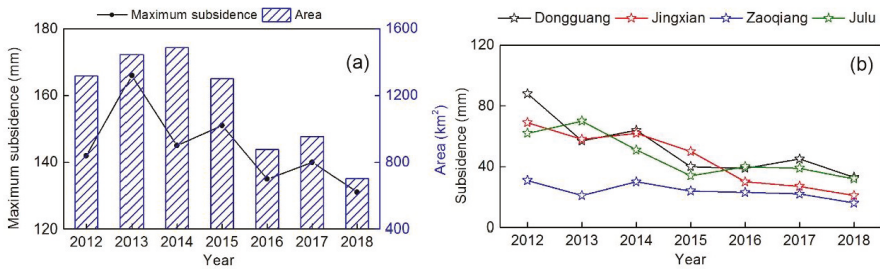 Maximum subsidence Area
(a)
Maximum subsidence (mm)
180
160
140
120
Area (km²)
1600
1200
800
400
2012 2013 2014 2015 2016 2017 2018
Year
Dongguang Jingxian Zaoqiang Julu
(b)
Subsidence (mm)
120
80
40
0
2012 2013 2014 2015 2016 2017 2018
Year